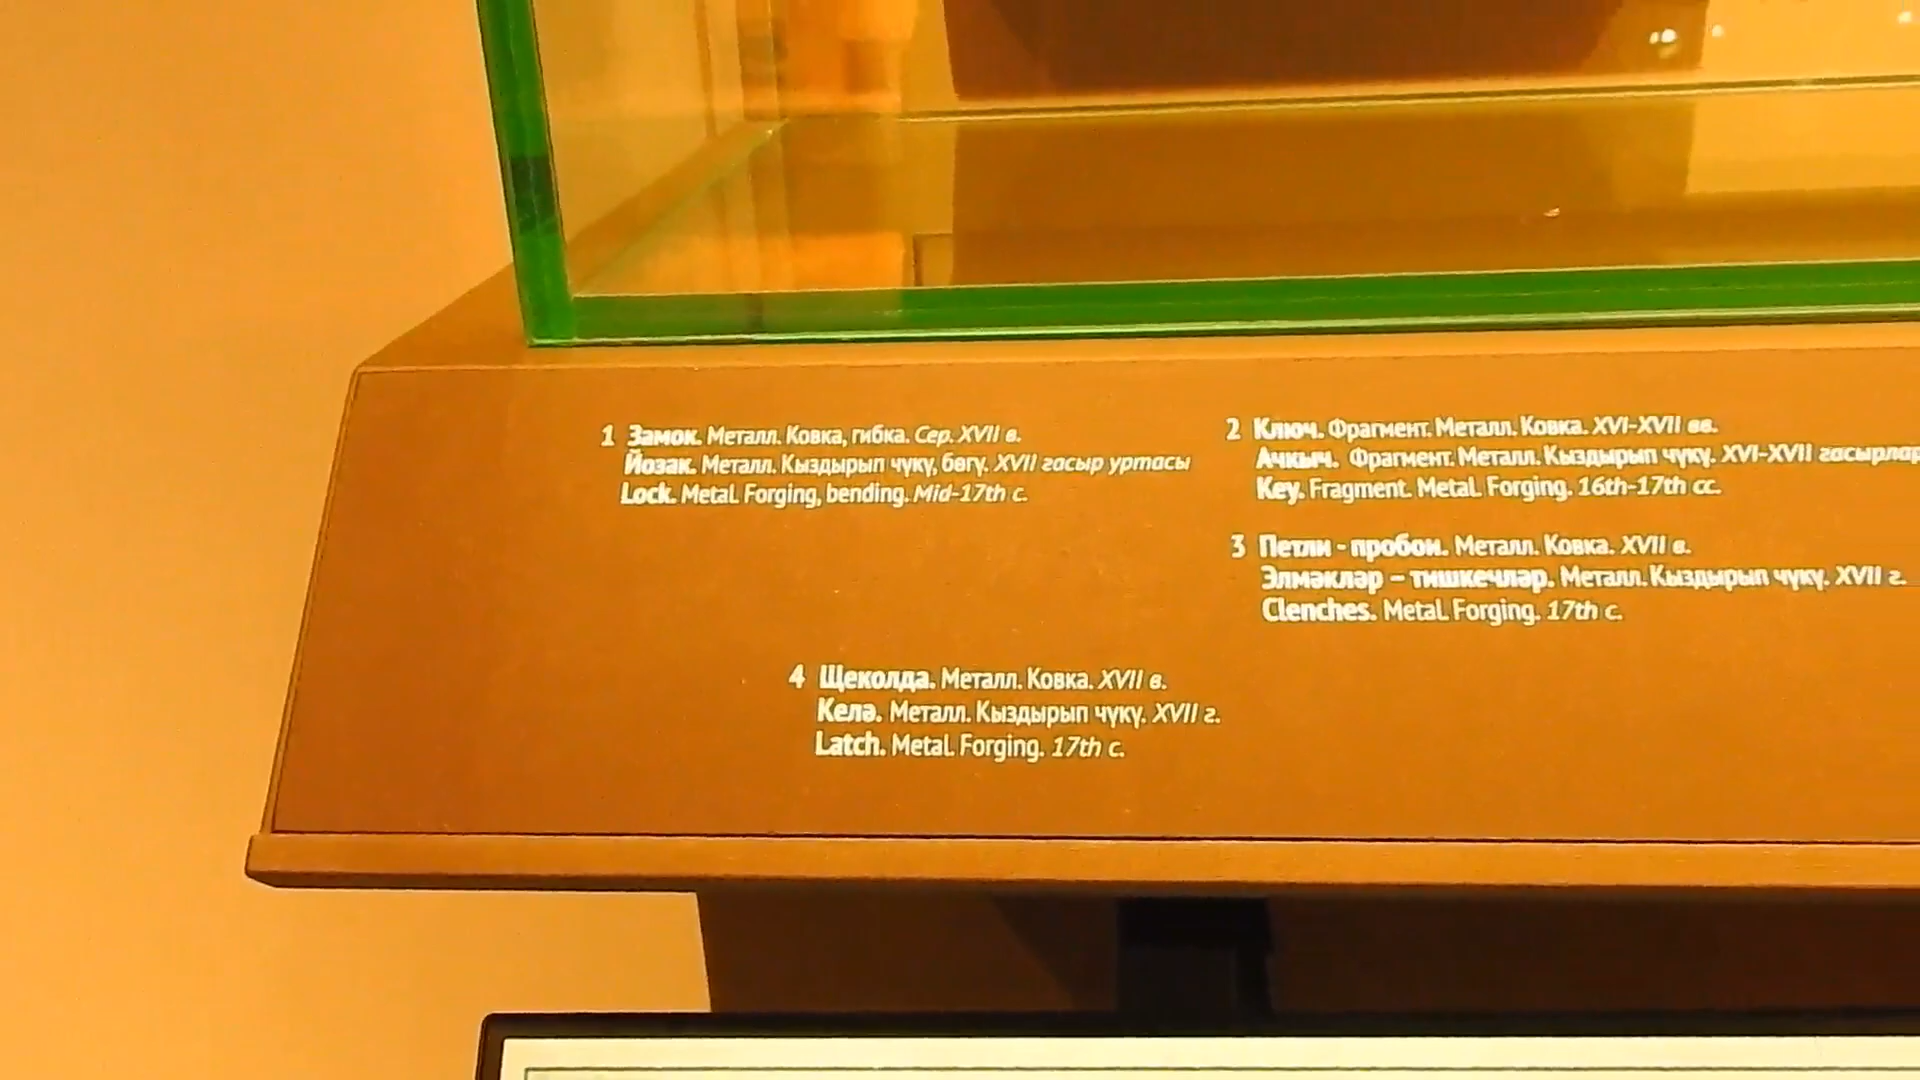 1 Замок. Металл. Ковка, гибка. Сер. XVII в.
Йозак. Металл. Кыздырып чүкү, бөгү. XVII гасыр уртасы
Lock. Metal. Forging, bending. Mid-17th c.
2 Ключ. Фрагмент. Металл. Ковка. XVI-XVII вв.
Ачкыч. Фрагмент. Металл. Кыздырып чүкү. XVI-XVII гасырлар
Key. Fragment. Metal. Forging. 16th-17th cc.
3 Петли - пробои. Металл. Ковка. XVII в.
Элмәкләр – тишкечләр. Металл. Кыздырып чүкү. XVII г.
Clenches. Metal. Forging. 17th c.
4 Щеколда. Металл. Ковка. XVII в.
Келә. Металл. Кыздырып чүкү. XVII г.
Latch. Metal. Forging. 17th c.